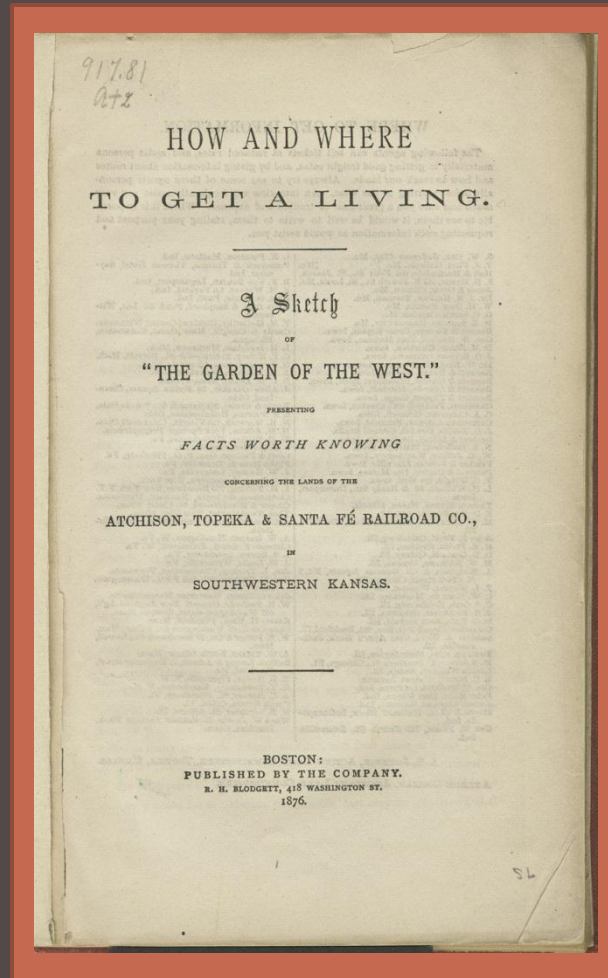 917.81
At2
HOW AND WHERE
TO GET A LIVING.
A Sketch
OF
"THE GARDEN OF THE WEST."
PRESENTING
FACTS WORTH KNOWING
CONCERNING THE LANDS OF THE
ATCHISON, TOPEKA & SANTA FÉ RAILROAD CO.,
IN
SOUTHWESTERN KANSAS.
BOSTON:
PUBLISHED BY THE COMPANY.
R. H. BLODGETT, 418 WASHINGTON ST.
1876.